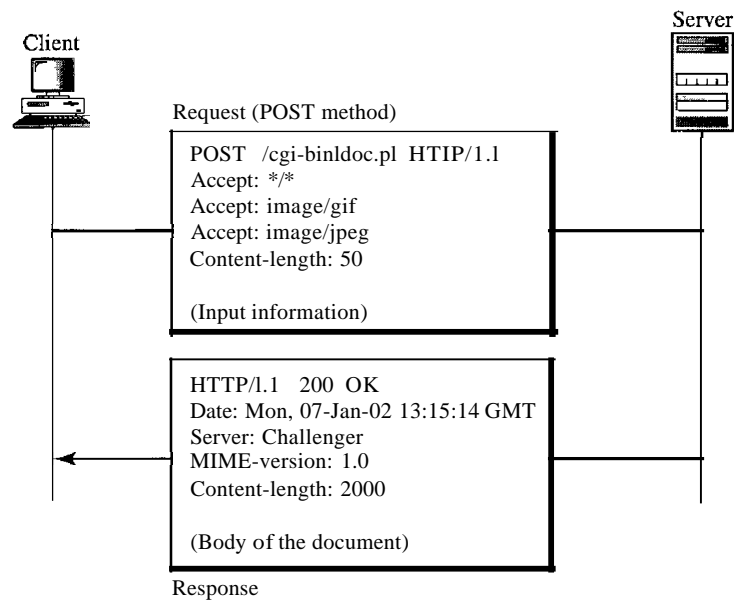 Server
Client
Request (POST method)
POST /cgi-binldoc.pl HTIP/1.l
Accept: */*
Accept: image/gif
Accept: image/jpeg
Content-length: 50
(Input information)
HTTP/l.1 200 OK
Date: Mon, 07-Jan-02 13:15:14 GMT
Server: Challenger
MIME-version: 1.0
Content-length: 2000
(Body of the document)
Response